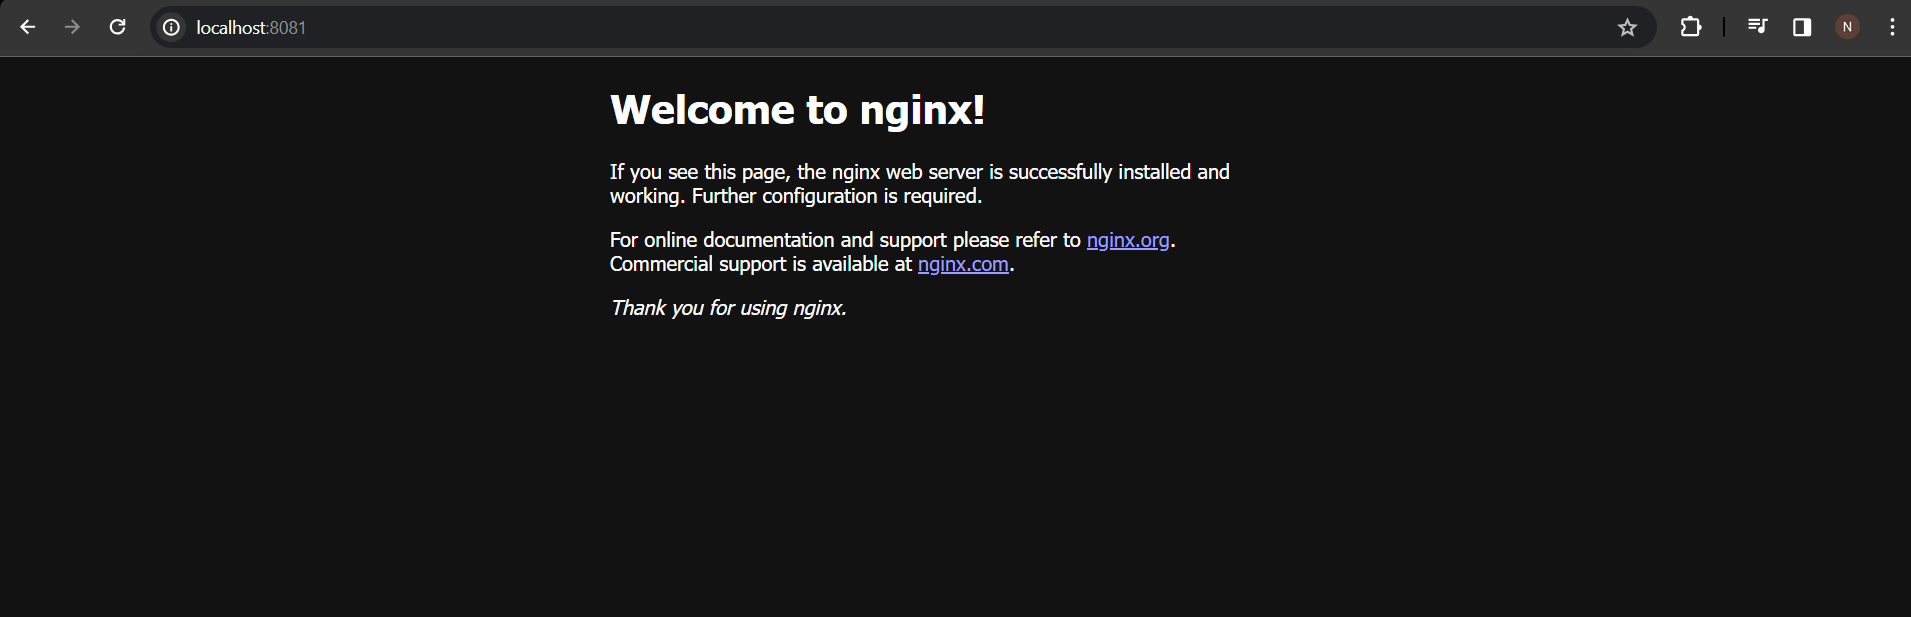 localhost:8081
N
Welcome to nginx!
If you see this page, the nginx web server is successfully installed and
working. Further configuration is required.
For online documentation and support please refer to nginx.org.
Commercial support is available at nginx.com.
Thank you for using nginx.